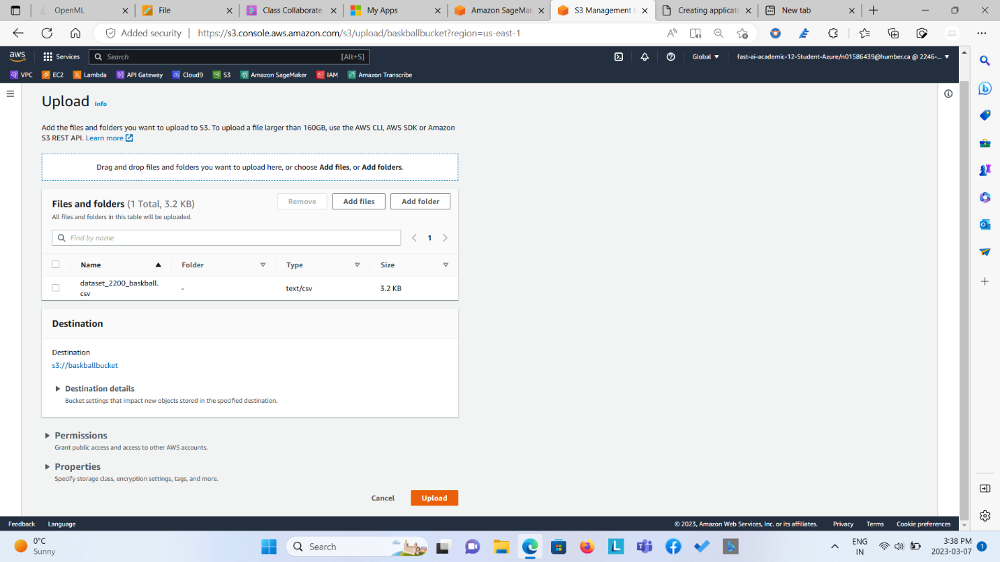 OpenML
File
Class Collaborate
My Apps
Amazon SageMa
S3 Management C
Creating applicati
New tab
Added security
https://s3.console.aws.amazon.com/s3/upload/baskballbucket?region=us-east-1
aws
Services
Search
[Alt+S]
Global
fast-ai-academic-12-Student-Azure/n01586439@humber.ca @ 2246-...
VPC
EC2
Lambda
API Gateway
Cloud9
S3
Amazon SageMaker
IAM
Amazon Transcribe
Upload Info
Add the files and folders you want to upload to S3. To upload a file larger than 160GB, use the AWS CLI, AWS SDK or Amazon
S3 REST API. Learn more
Drag and drop files and folders you want to upload here, or choose Add files, or Add folders.
Files and folders (1 Total, 3.2 KB)
Remove
Add files
Add folder
All files and folders in this table will be uploaded.
Find by name
1
Name
Folder
Type
Size
dataset_2200_baskball.
csv
-
text/csv
3.2 KB
Destination
Destination
s3://baskballbucket
Destination details
Bucket settings that impact new objects stored in the specified destination.
Permissions
Grant public access and access to other AWS accounts.
Properties
Specify storage class, encryption settings, tags, and more.
Cancel
Upload
Feedback
Language
© 2023, Amazon Web Services, Inc. or its affiliates.
Privacy
Terms
Cookie preferences
0°C
Sunny
Search
ENG
IN
3:38 PM
2023-03-07
1